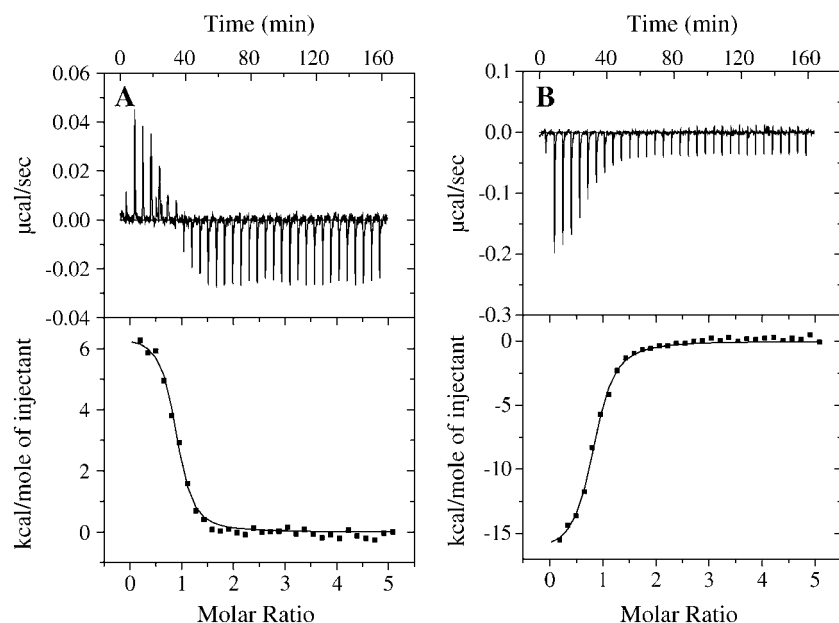 Time (min)
0 40 80 120 160
A
0.06
0.04
0.02
0.00
-0.02
-0.04
µcal/sec
6
4
2
0
kcal/mole of injectant
0 1 2 3 4 5
Molar Ratio
Time (min)
0 40 80 120 160
B
0.1
0.0
-0.1
-0.2
-0.3
µcal/sec
0
-5
-10
-15
kcal/mole of injectant
0 1 2 3 4 5
Molar Ratio